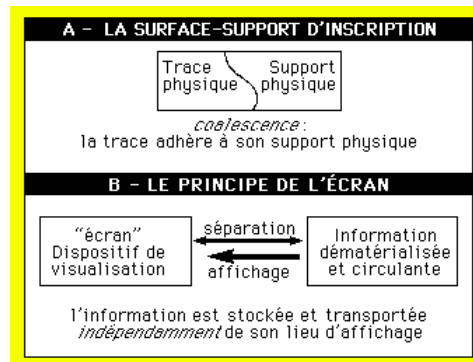 A – LA SURFACE-SUPPORT D'INSCRIPTION
Trace physique
Support physique
coalescence :
la trace adhère à son support physique
B – LE PRINCIPE DE L'ÉCRAN
"écran"
Dispositif de
visualisation
séparation
affichage
Information
dématérialisée
et circulante
l'information est stockée et transportée
indépendamment de son lieu d'affichage